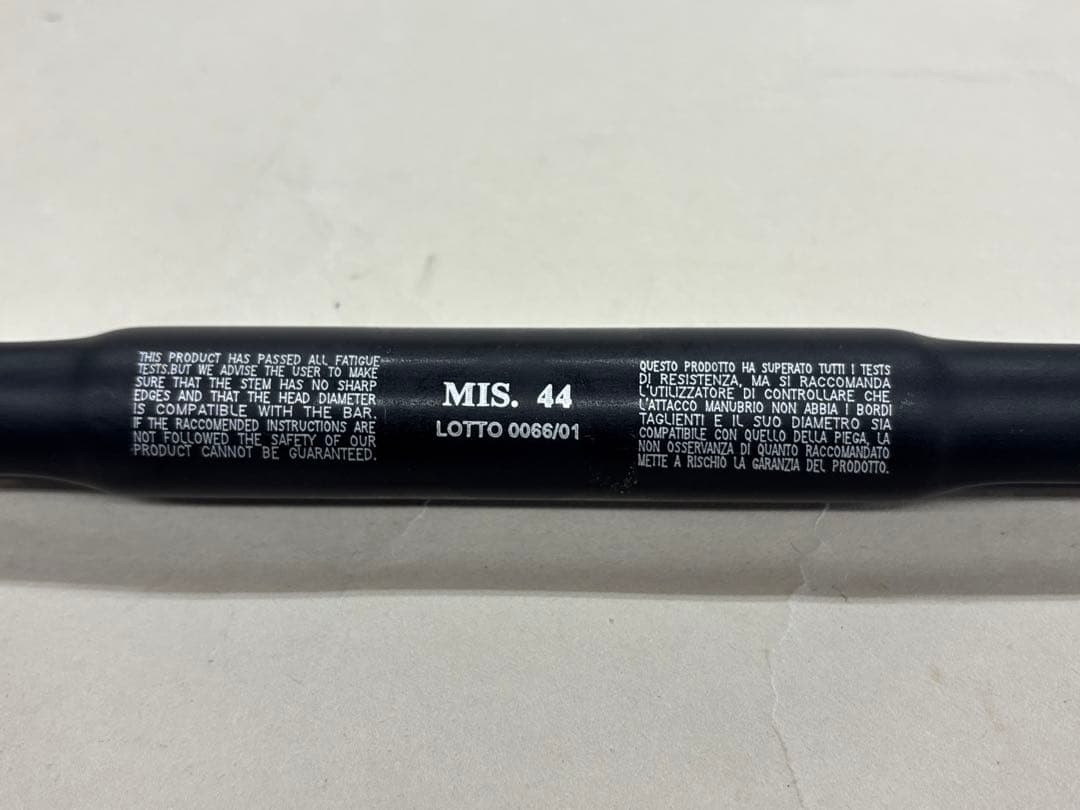 THIS PRODUCT HAS PASSED ALL FATIGUE
TESTS.BUT WE ADVISE THE USER TO MAKE
SURE THAT THE STEM HAS NO SHARP
EDGES AND THAT THE HEAD DIAMETER
IS COMPATIBLE WITH THE BAR.
IF THE RACCOMENDED INSTRUCTIONS ARE
NOT FOLLOWED THE SAFETY OF OUR
PRODUCT CANNOT BE GUARANTEED.
MIS. 44
LOTTO 0066/01
QUESTO PRODOTTO HA SUPERATO TUTTI I TESTS
DI RESISTENZA, MA SI RACCOMANDA
L'UTILIZZATORE DI CONTROLLARE CHE
L'ATTACCO MANUBRIO NON ABBIA I BORDI
TAGLIENTI E IL SUO DIAMETRO SIA
COMPATIBILE CON QUELLO DELLA PIEGA, LA
NON OSSERVANZA DI QUANTO RACCOMANDATO
METTE A RISCHIO LA GARANZIA DEL PRODOTTO.